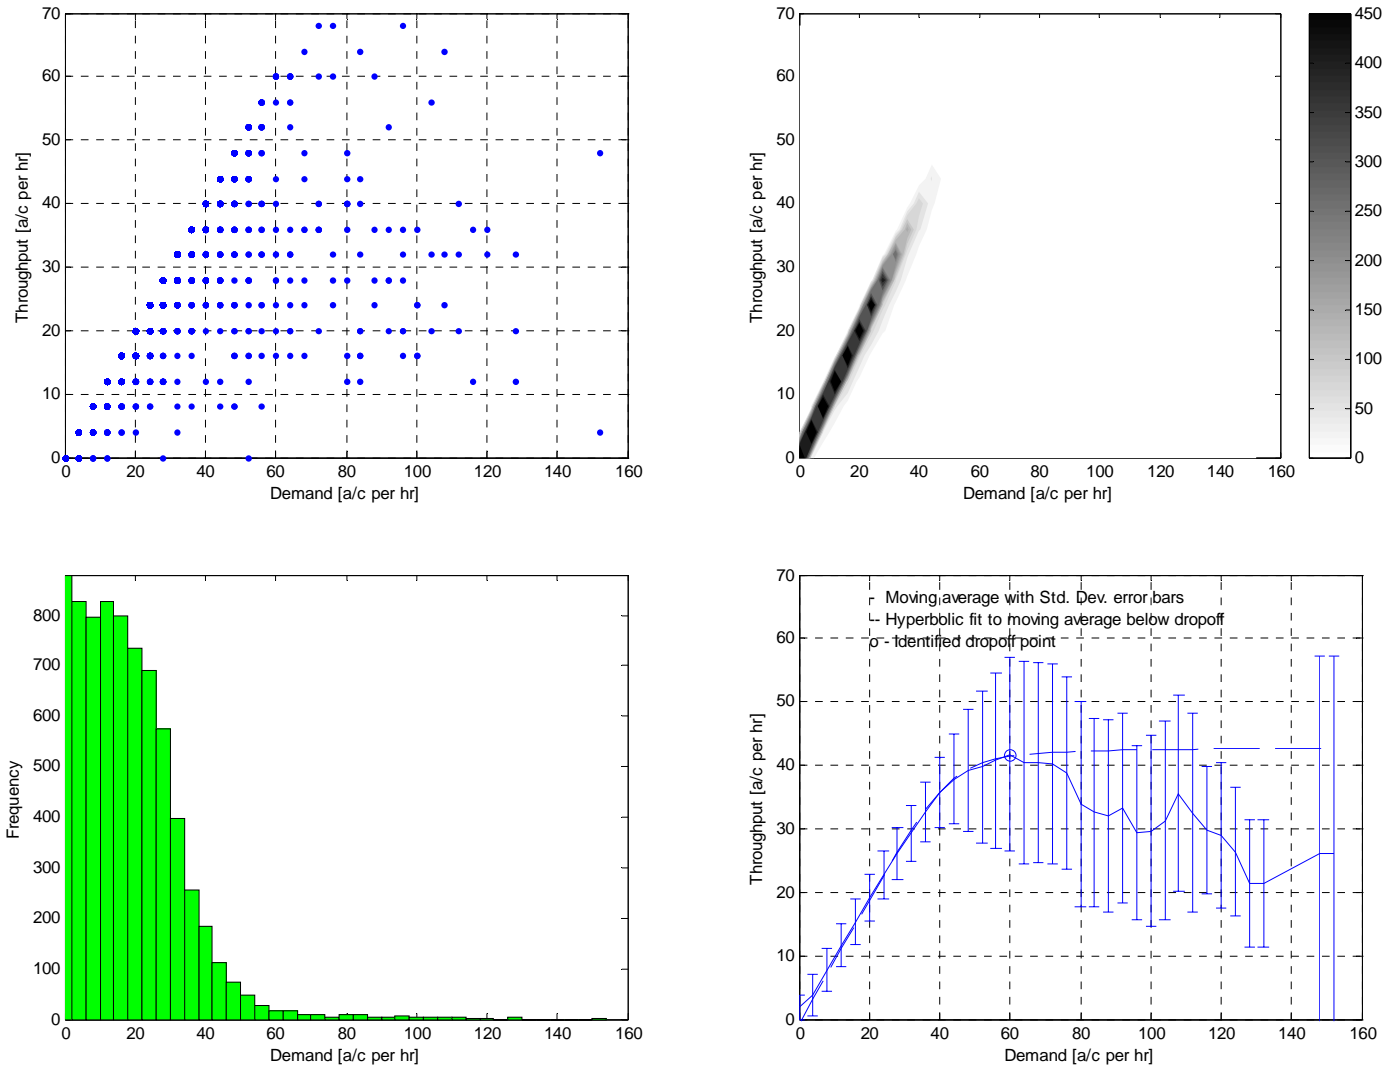 70
60
50
40
30
20
10
0
Throughput [a/c per hr]
0 20 40 60 80 100 120 140 160
Demand [a/c per hr]
70
60
50
40
30
20
10
0
Throughput [a/c per hr]
0 20 40 60 80 100 120 140 160
Demand [a/c per hr]
450
400
350
300
250
200
150
100
50
0
800
700
600
500
400
300
200
100
0
Frequency
0 20 40 60 80 100 120 140 160
Demand [a/c per hr]
70
60
50
40
30
20
10
0
Throughput [a/c per hr]
- Moving average with Std. Dev. error bars
-- Hyperbolic fit to moving average below dropoff
o - Identified dropoff point
0 20 40 60 80 100 120 140 160
Demand [a/c per hr]